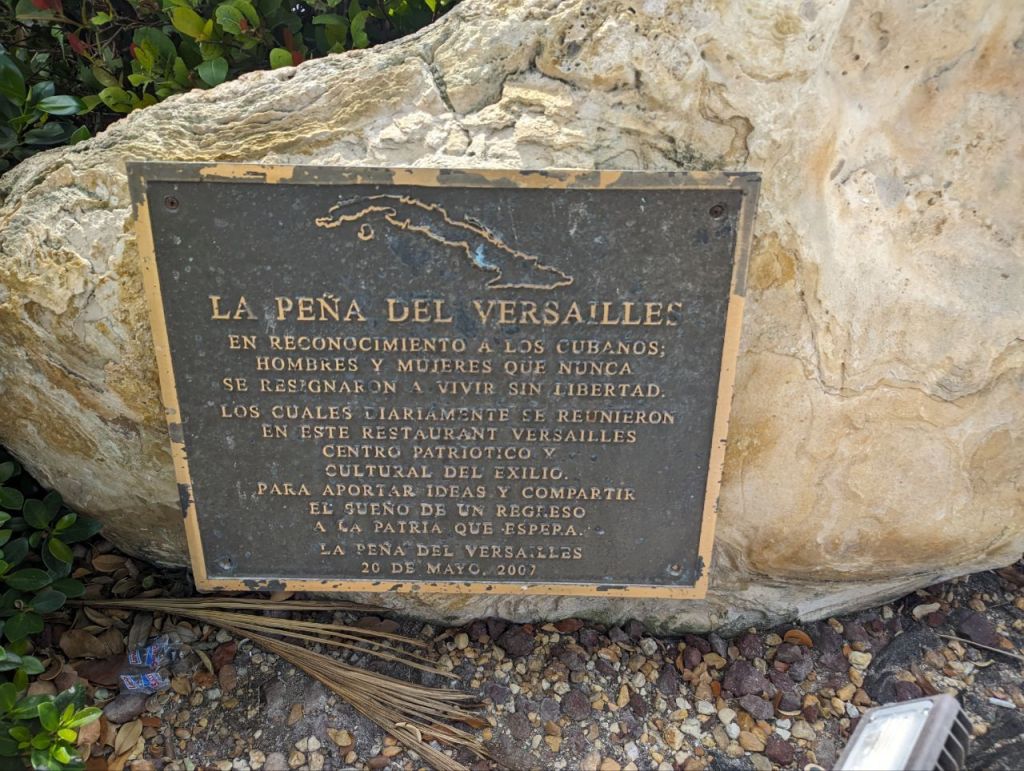 LA PEÑA DEL VERSAILLES
EN RECONOCIMIENTO A LOS CUBANOS;
HOMBRES Y MUJERES QUE NUNCA
SE RESIGNARON A VIVIR SIN LIBERTAD.
LOS CUALES DIARIAMENTE SE REUNIERON
EN ESTE RESTAURANT VERSAILLES
CENTRO PATRIOTICO Y
CULTURAL DEL EXILIO.
PARA APORTAR IDEAS Y COMPARTIR
EL SUEÑO DE UN REGRESO
A LA PATRIA QUE ESPERA.
LA PEÑA DEL VERSAILLES
20 DE MAYO, 2007